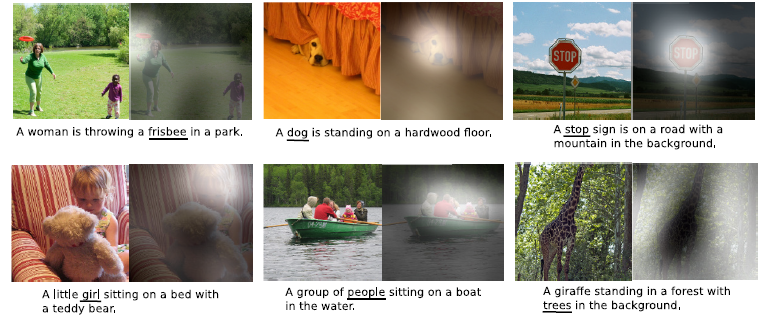 STOP
STOP
A woman is throwing a frisbee in a park.
A dog is standing on a hardwood floor.
A stop sign is on a road with a
mountain in the background.
A little girl sitting on a bed with
a teddy bear.
A group of people sitting on a boat
in the water.
A giraffe standing in a forest with
trees in the background.